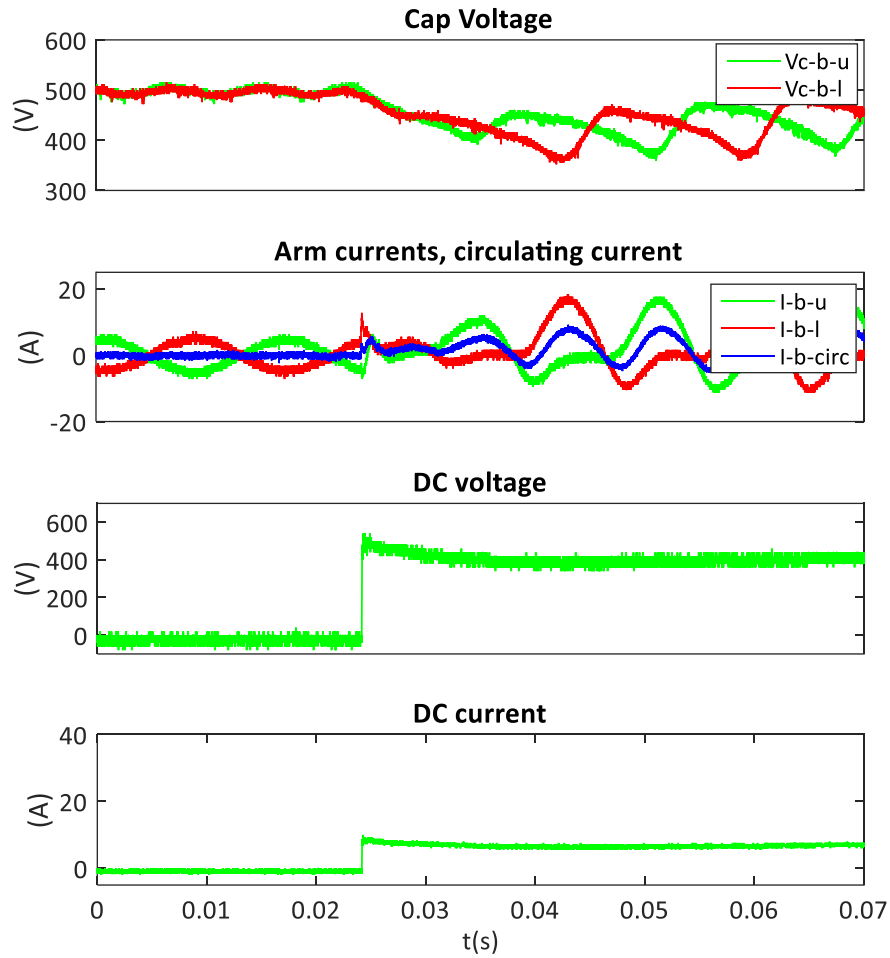 Cap Voltage
600
500
400
300
(V)
Vc-b-u
Vc-b-l
Arm currents, circulating current
20
0
-20
(A)
I-b-u
I-b-l
I-b-circ
DC voltage
600
400
200
0
(V)
DC current
40
20
0
(A)
0 0.01 0.02 0.03 0.04 0.05 0.06 0.07
t(s)